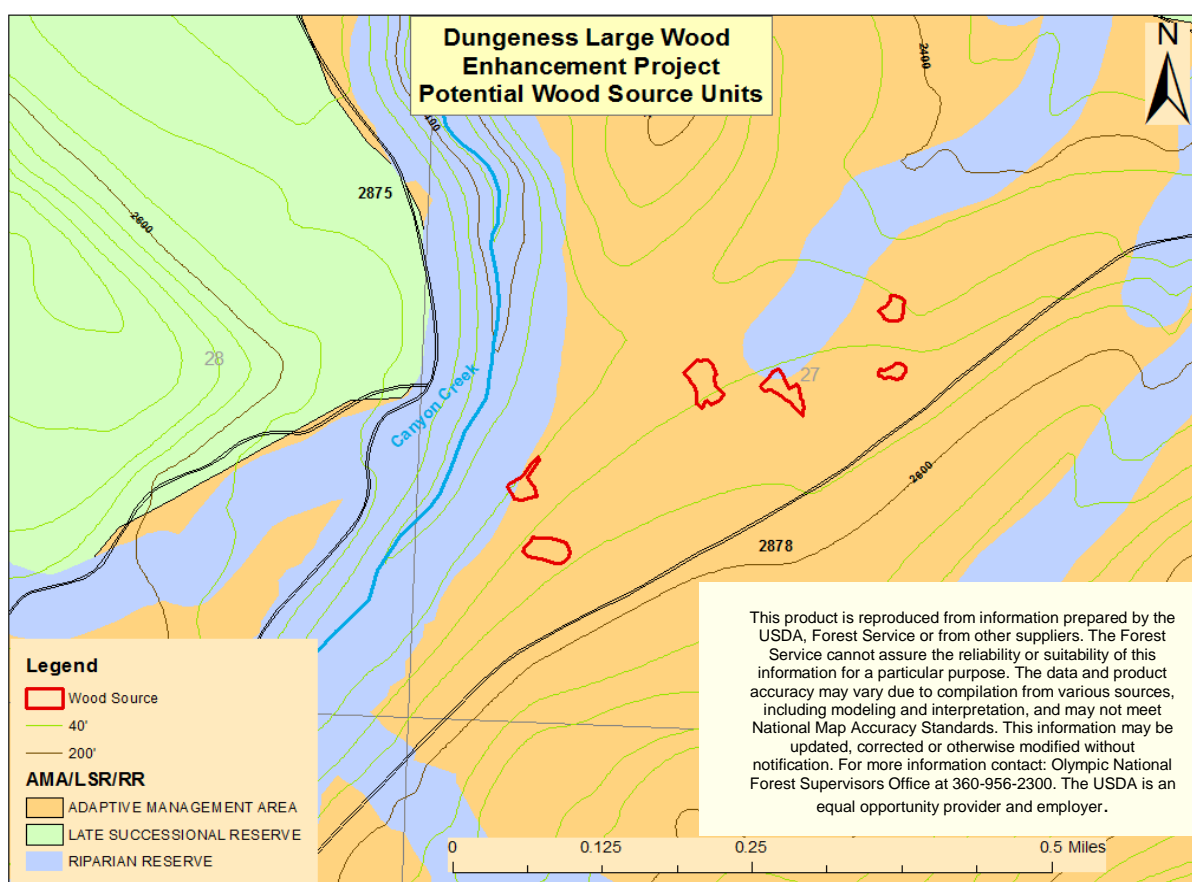 Dungeness Large Wood
Enhancement Project
Potential Wood Source Units
N
2400
2875
2600
28
Canyon Creek
27
2600
2878
Legend
Wood Source
40'
200'
AMA/LSR/RR
ADAPTIVE MANAGEMENT AREA
LATE SUCCESSIONAL RESERVE
RIPARIAN RESERVE
This product is reproduced from information prepared by the
USDA, Forest Service or from other suppliers. The Forest
Service cannot assure the reliability or suitability of this
information for a particular purpose. The data and product
accuracy may vary due to compilation from various sources,
including modeling and interpretation, and may not meet
National Map Accuracy Standards. This information may be
updated, corrected or otherwise modified without
notification. For more information contact: Olympic National
Forest Supervisors Office at 360-956-2300. The USDA is an
equal opportunity provider and employer.
0 0.125 0.25 0.5 Miles